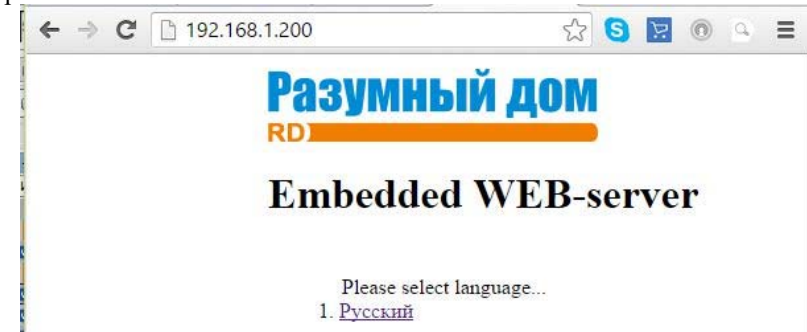 192.168.1.200
Разумный дом
RD
Embedded WEB-server
Please select language...
1. Русский